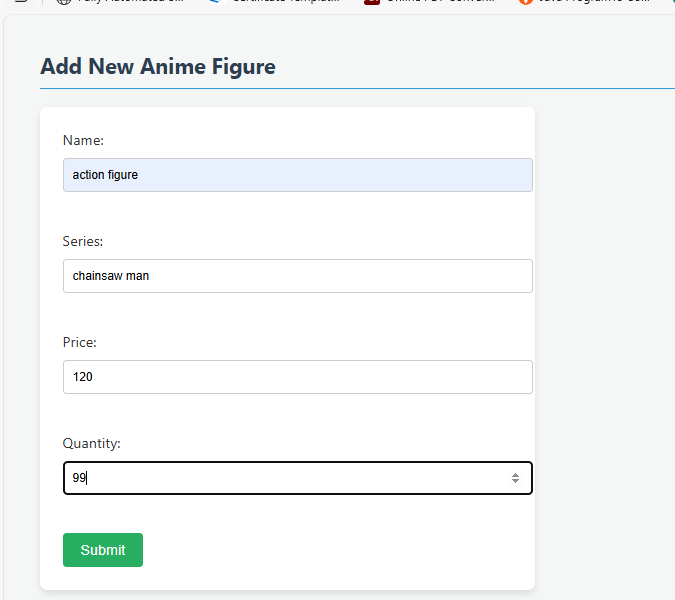 Add New Anime Figure
Name:
action figure
Series:
chainsaw man
Price:
120
Quantity:
99
Submit